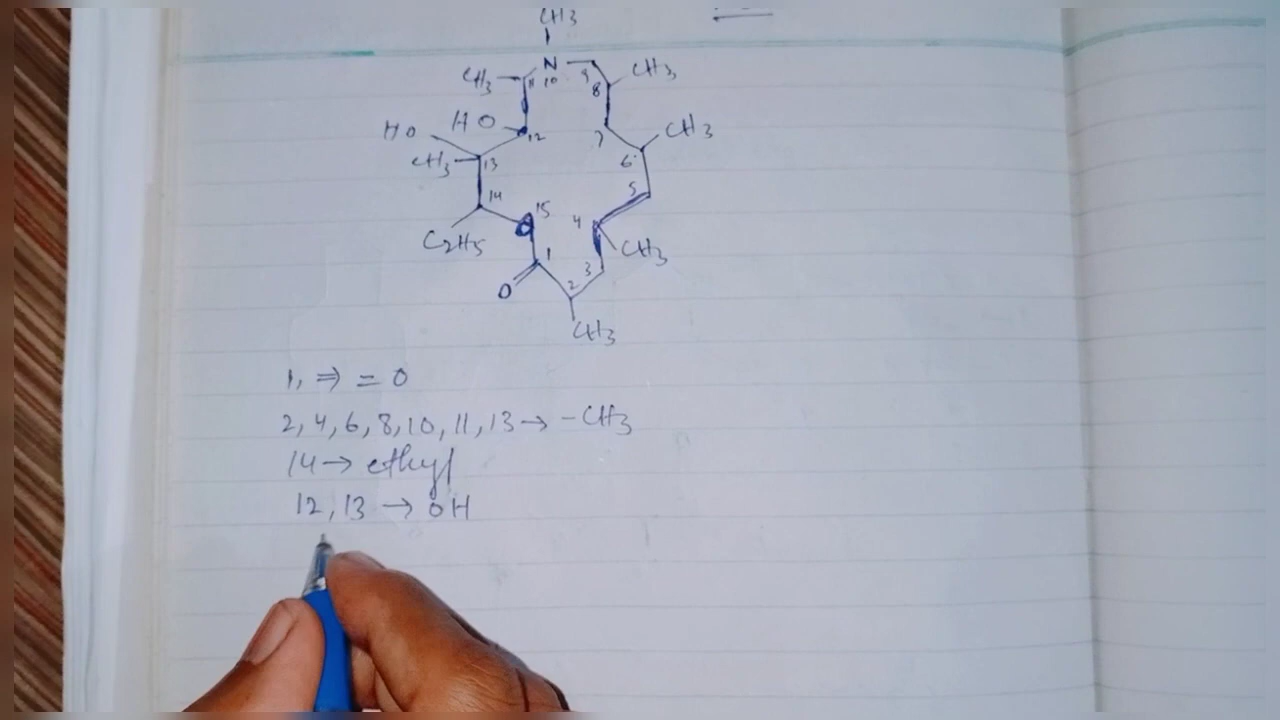 CH3
N
CH3 11 10 9 CH3
8
HO HO 12 7 CH3
CH3 13 6
14 15 5
4
C2H5 CH3
1 3
O 2
CH3
1, ⇒ = O
2, 4, 6, 8, 10, 11, 13 → -CH3
14 → ethyl
12, 13 → OH